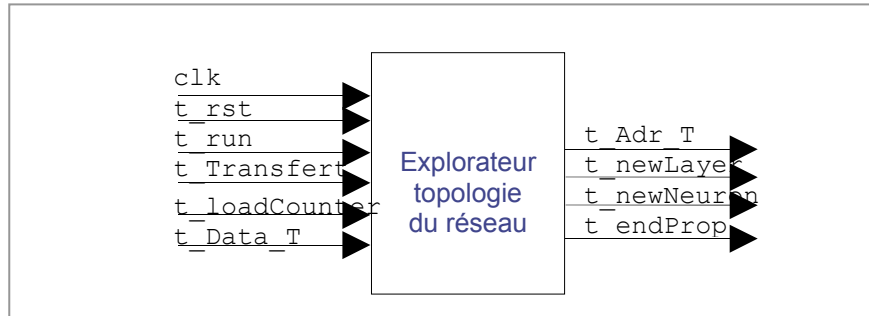 clk
t_rst
t_run
t_Transfert
t_loadCounter
t_Data_T
Explorateur
topologie
du réseau
t_Adr_T
t_newLayer
t_newNeuron
t_endProp